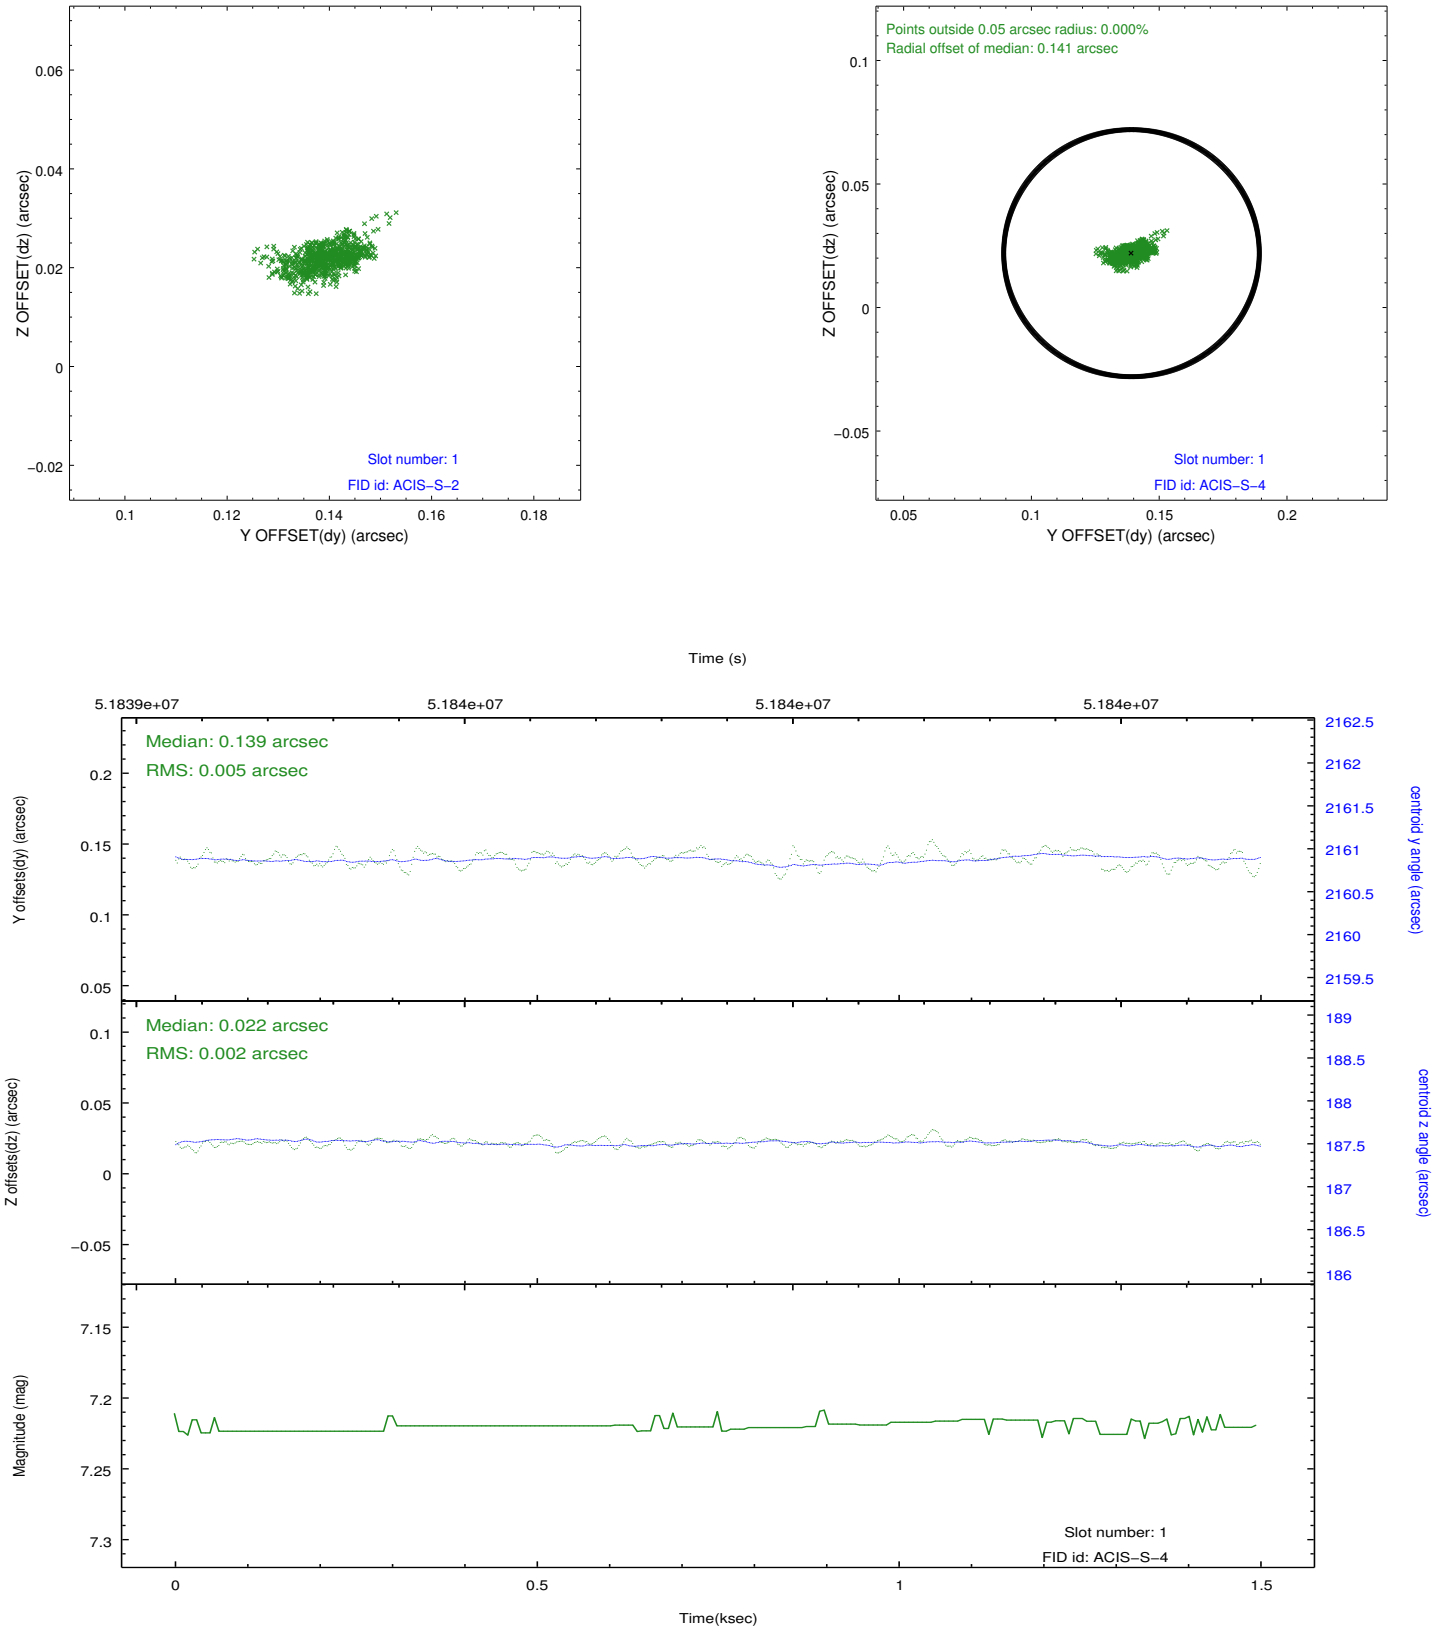 0.06
0.04
0.02
0
−0.02
Z OFFSET(dz) (arcsec)
Slot number: 1
FID id: ACIS−S−2
0.1
0.12
0.14
0.16
0.18
Y OFFSET(dy) (arcsec)
Points outside 0.05 arcsec radius: 0.000%
Radial offset of median: 0.141 arcsec
0.1
0.05
0
−0.05
Z OFFSET(dz) (arcsec)
Slot number: 1
FID id: ACIS−S−4
0.05
0.1
0.15
0.2
Y OFFSET(dy) (arcsec)
Time (s)
5.1839e+07
5.184e+07
5.184e+07
5.184e+07
Median: 0.139 arcsec
RMS: 0.005 arcsec
0.2
0.15
0.1
0.05
Y offsets(dy) (arcsec)
2162.5
2162
2161.5
2161
2160.5
2160
2159.5
centroid y angle (arcsec)
Median: 0.022 arcsec
RMS: 0.002 arcsec
0.1
0.05
0
−0.05
Z offsets(dz) (arcsec)
189
188.5
188
187.5
187
186.5
186
centroid z angle (arcsec)
7.15
7.2
7.25
7.3
Magnitude (mag)
Slot number: 1
FID id: ACIS−S−4
0
0.5
1
1.5
Time(ksec)